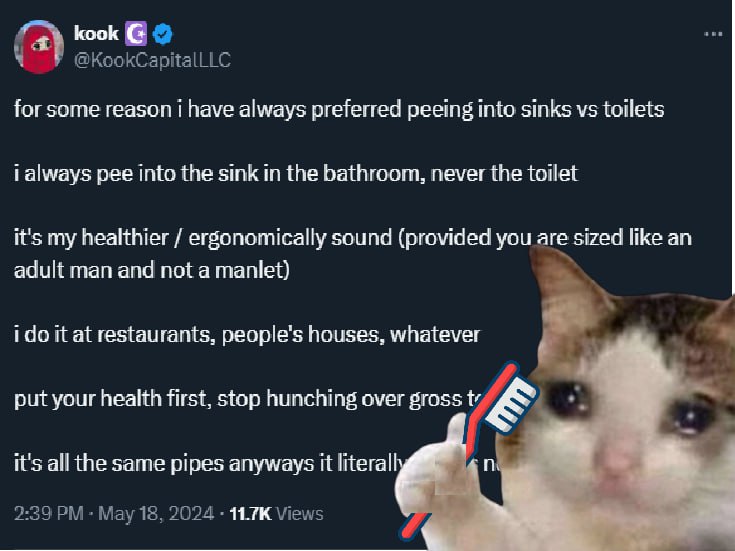 kook
@KookCapitalLLC
for some reason i have always preferred peeing into sinks vs toilets
i always pee into the sink in the bathroom, never the toilet
it's my healthier / ergonomically sound (provided you are sized like an
adult man and not a manlet)
i do it at restaurants, people's houses, whatever
put your health first, stop hunching over gross
it's all the same pipes anyways it literally
2:39 PM · May 18, 2024 · 11.7K Views